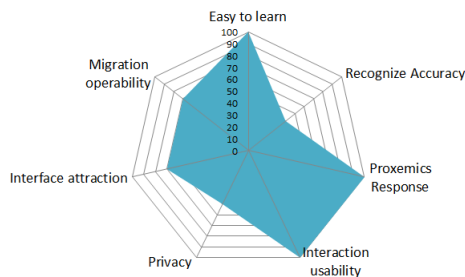 Easy to learn
100
90
80
70
60
50
40
30
20
10
0
Recognize Accuracy
Proxemics
Response
Interaction
usability
Privacy
Interface attraction
Migration
operability